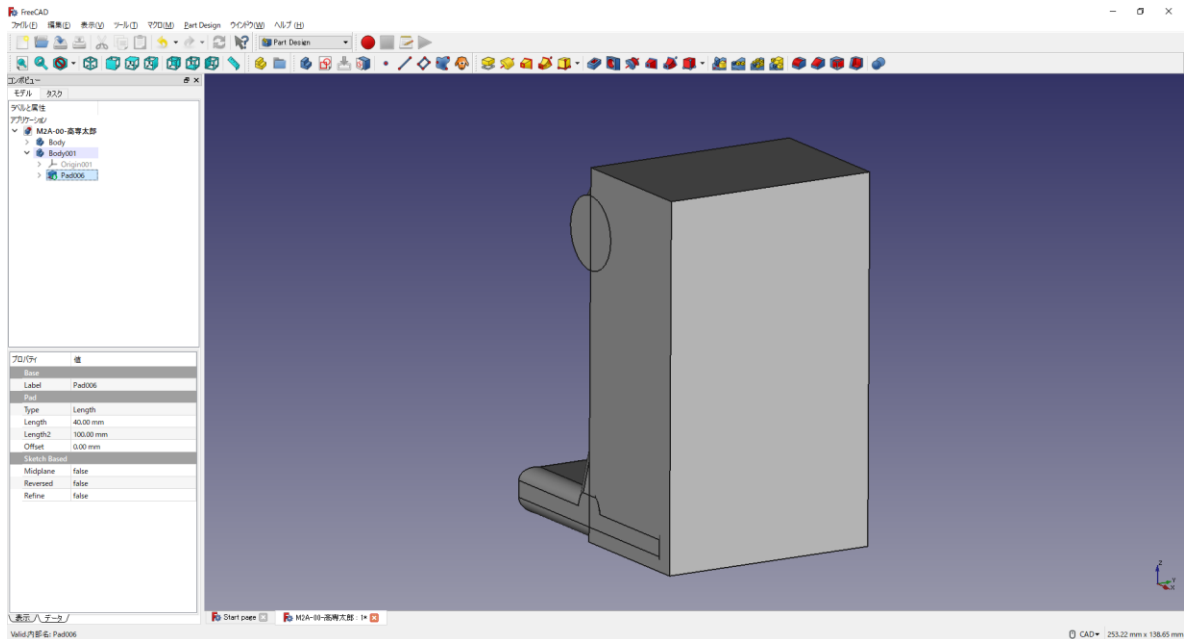 FreeCAD
ファイル(F) 編集(E) 表示(V) ツール(T) マクロ(M) Part Design ウインドウ(W) ヘルプ(H)
Part Design
コンボビュー
モデル タスク
ラベルと属性
アプリケーション
M2A-00-高専太郎
Body
Body001
Origin001
Pad006
プロパティ 値
Base
Label Pad006
Pad
Type Length
Length 40.00 mm
Length2 100.00 mm
Offset 0.00 mm
Sketch Based
Midplane false
Reversed false
Refine false
Z
Y
X
表示 データ
Start page M2A-00-高専太郎 : 1*
Valid,内部名: Pad006
CAD 253.22 mm x 138.65 mm